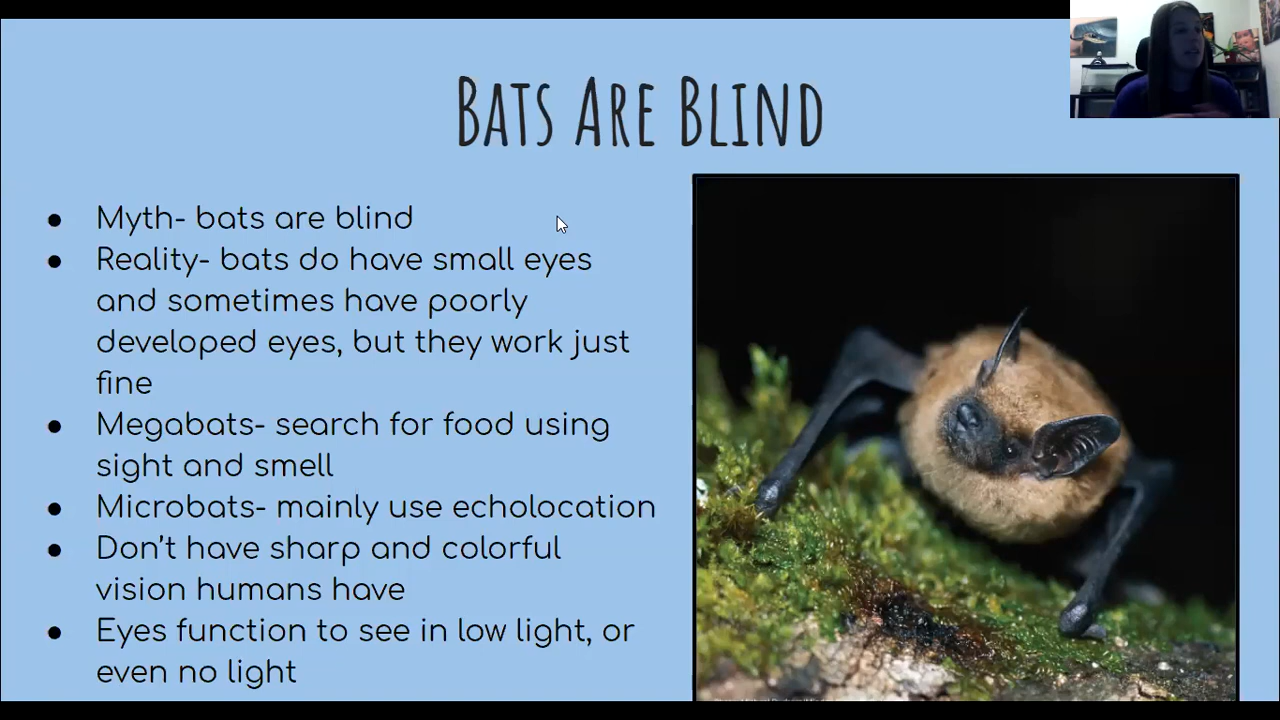 Bats Are Blind
● Myth- bats are blind
● Reality- bats do have small eyes
and sometimes have poorly
developed eyes, but they work just
fine
● Megabats- search for food using
sight and smell
● Microbats- mainly use echolocation
● Don't have sharp and colorful
vision humans have
● Eyes function to see in low light, or
even no light